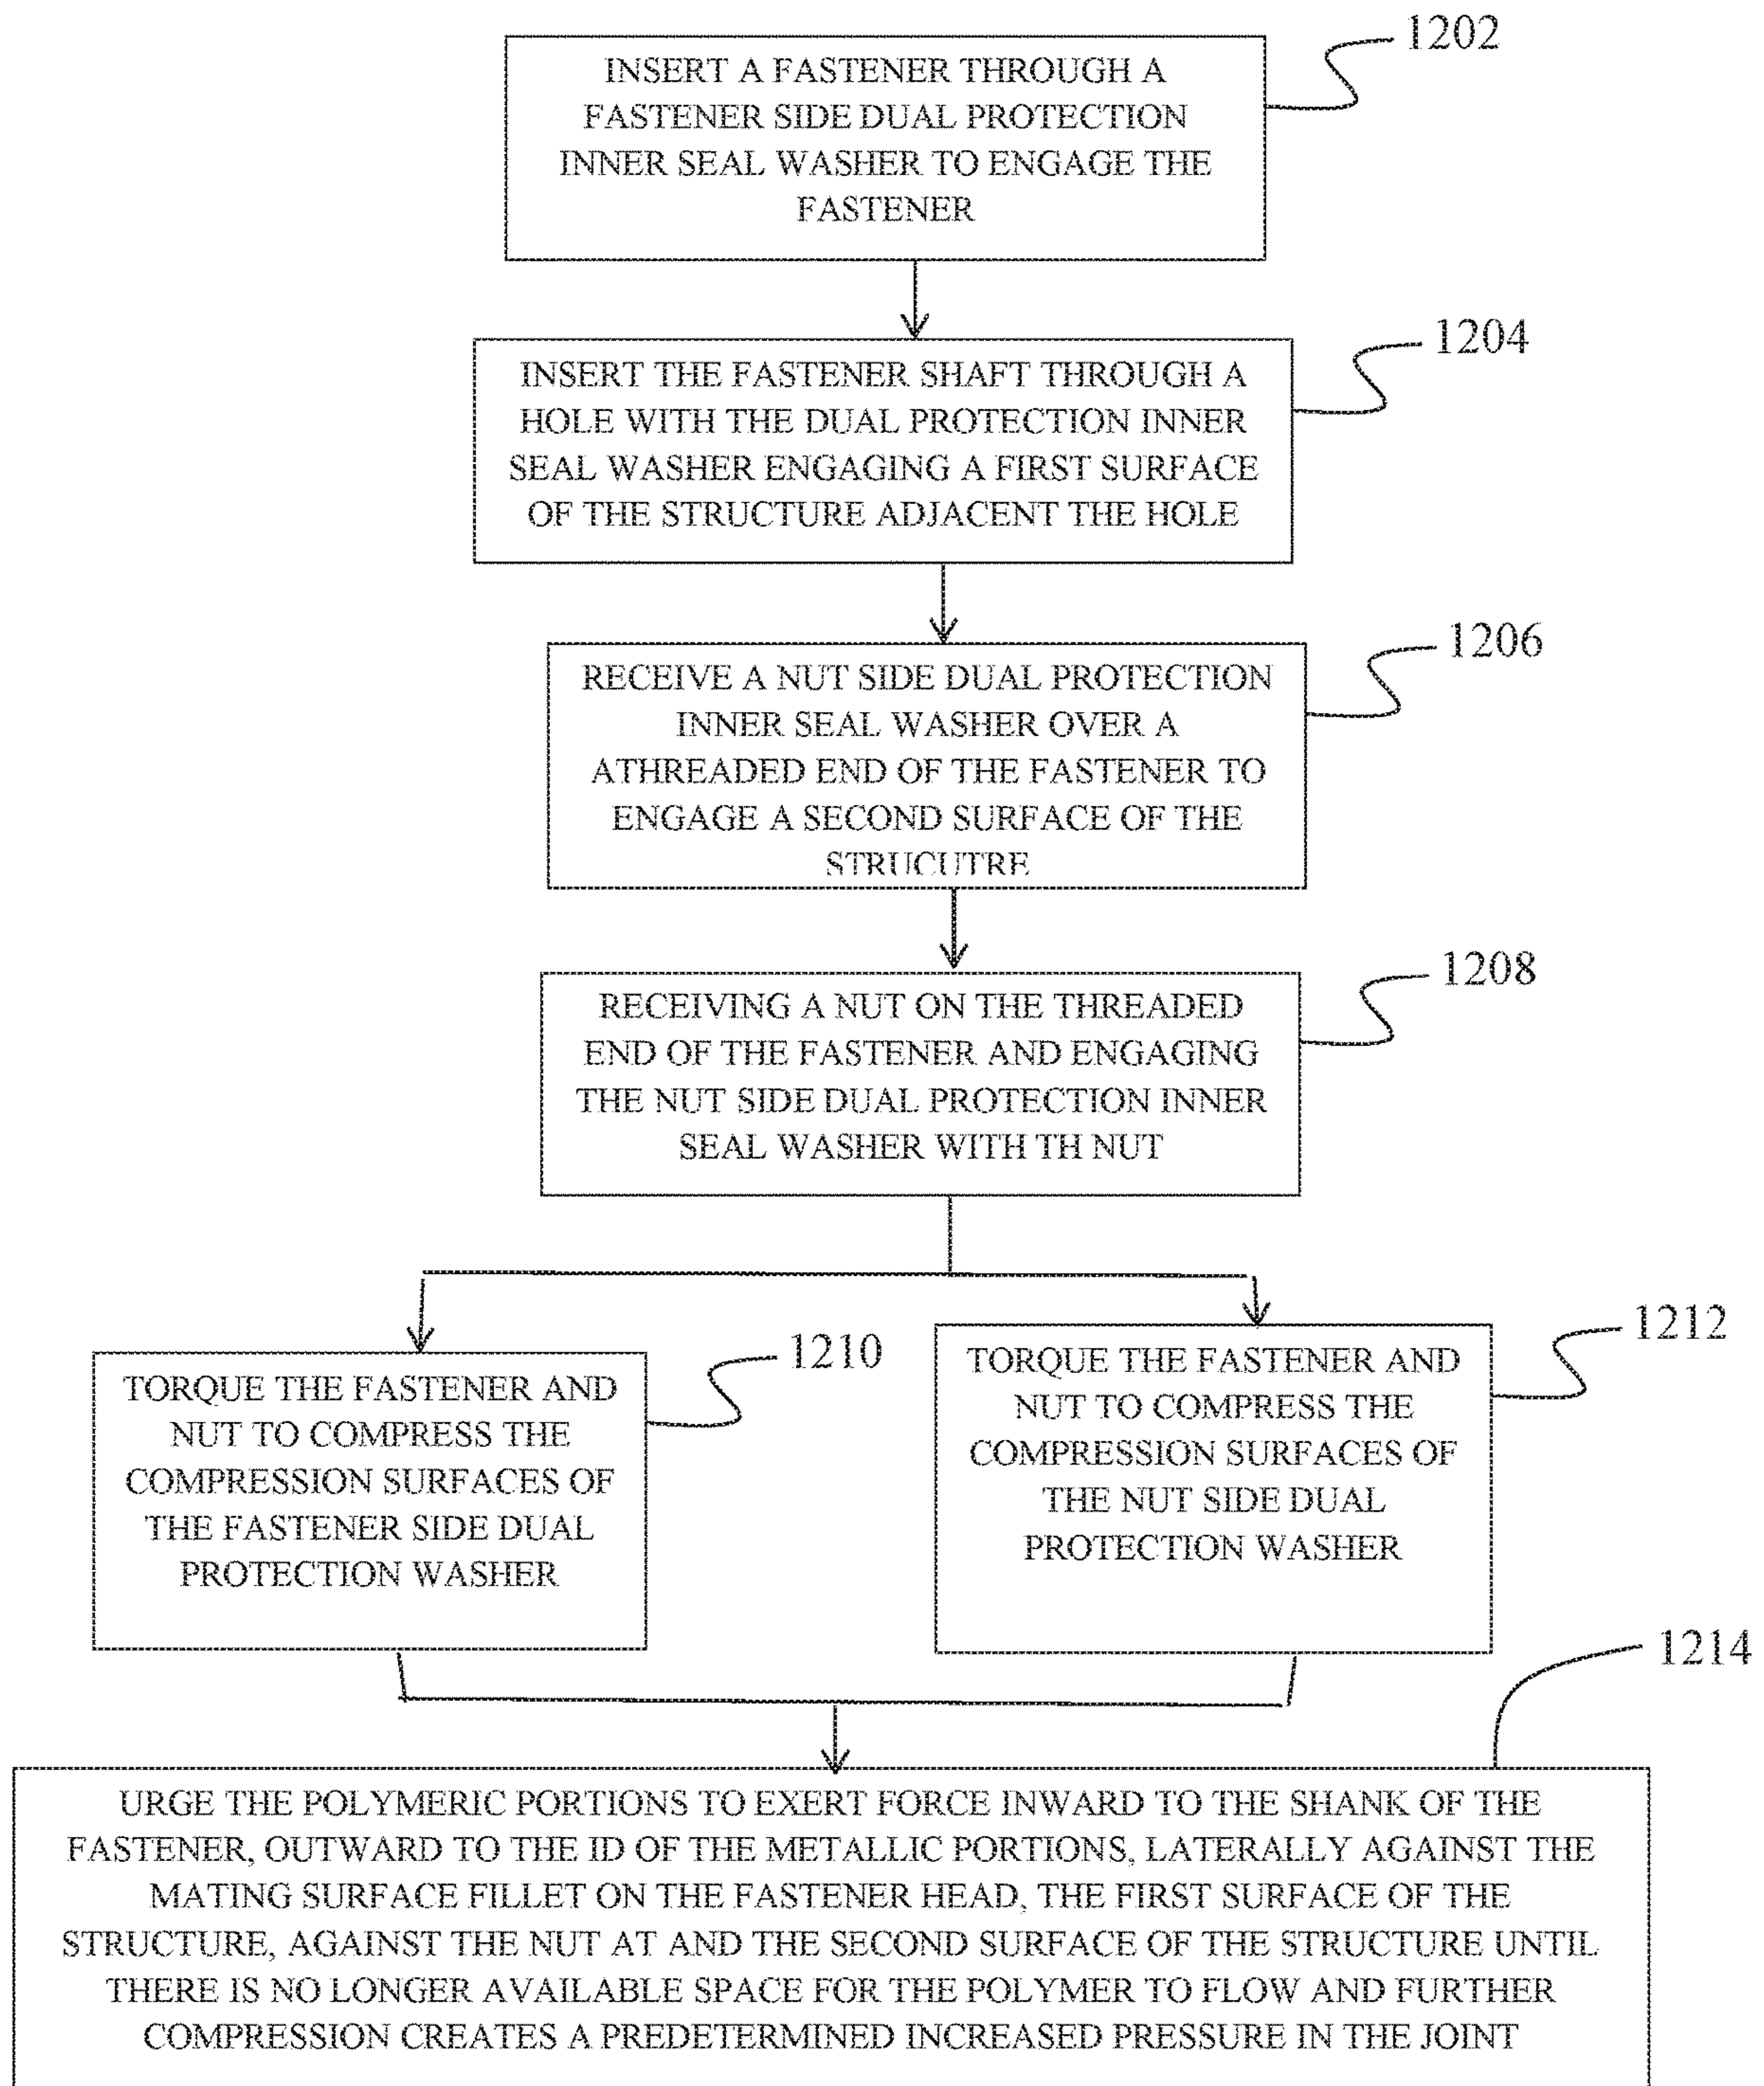 1202
INSERT A FASTENER THROUGH A
FASTENER SIDE DUAL PROTECTION
INNER SEAL WASHER TO ENGAGE THE
FASTENER
1204
INSERT THE FASTENER SHAFT THROUGH A
HOLE WITH THE DUAL PROTECTION INNER
SEAL WASHER ENGAGING A FIRST SURFACE
OF THE STRUCTURE ADJACENT THE HOLE
1206
RECEIVE A NUT SIDE DUAL PROTECTION
INNER SEAL WASHER OVER A
ATHREADED END OF THE FASTENER TO
ENGAGE A SECOND SURFACE OF THE
STRUCUTRE
1208
RECEIVING A NUT ON THE THREADED
END OF THE FASTENER AND ENGAGING
THE NUT SIDE DUAL PROTECTION INNER
SEAL WASHER WITH TH NUT
1210
TORQUE THE FASTENER AND
NUT TO COMPRESS THE
COMPRESSION SURFACES OF
THE FASTENER SIDE DUAL
PROTECTION WASHER
1212
TORQUE THE FASTENER AND
NUT TO COMPRESS THE
COMPRESSION SURFACES OF
THE NUT SIDE DUAL
PROTECTION WASHER
1214
URGE THE POLYMERIC PORTIONS TO EXERT FORCE INWARD TO THE SHANK OF THE
FASTENER, OUTWARD TO THE ID OF THE METALLIC PORTIONS, LATERALLY AGAINST THE
MATING SURFACE FILLET ON THE FASTENER HEAD, THE FIRST SURFACE OF THE
STRUCTURE, AGAINST THE NUT AT AND THE SECOND SURFACE OF THE STRUCTURE UNTIL
THERE IS NO LONGER AVAILABLE SPACE FOR THE POLYMER TO FLOW AND FURTHER
COMPRESSION CREATES A PREDETERMINED INCREASED PRESSURE IN THE JOINT